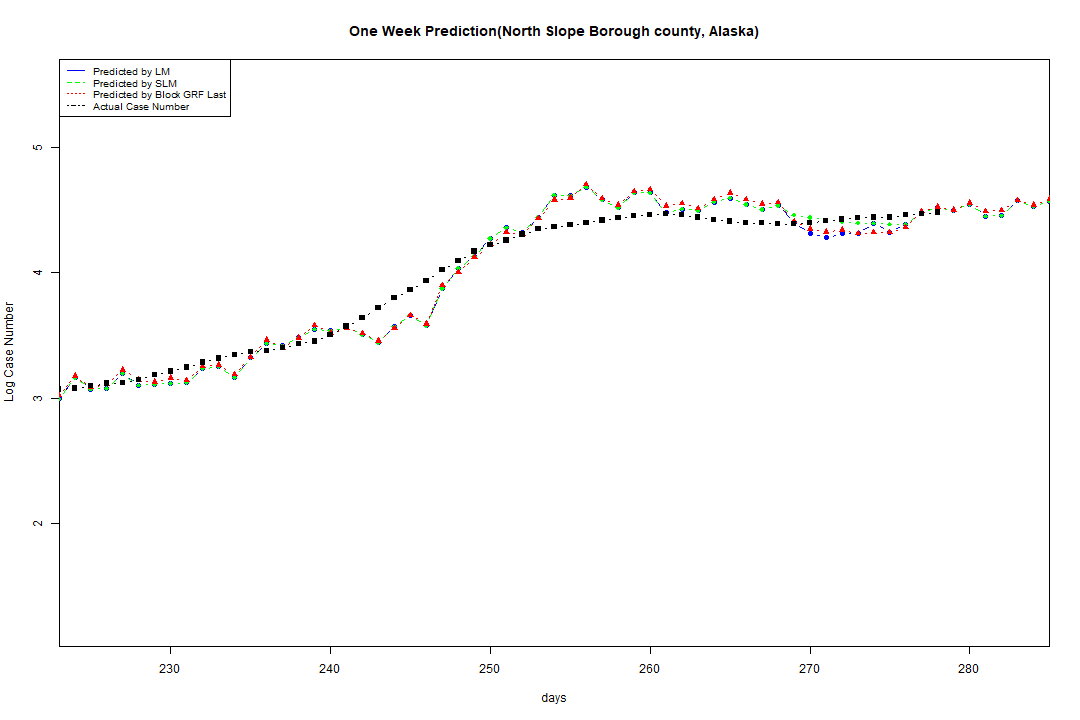 One Week Prediction(North Slope Borough county, Alaska)
Predicted by LM
Predicted by SLM
Predicted by Block GRF Last
Actual Case Number
5
4
3
2
Log Case Number
230 240 250 260 270 280
days